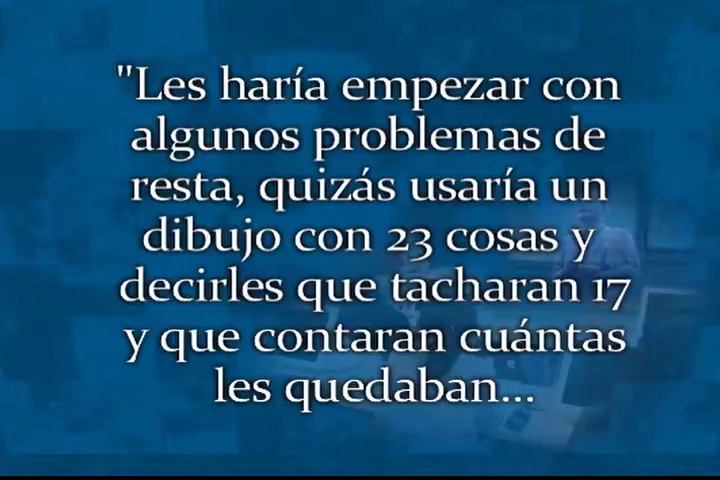 "Les haría empezar con
algunos problemas de
resta, quizás usaría un
dibujo con 23 cosas y
decirles que tacharan 17
y que contaran cuántas
les quedaban...